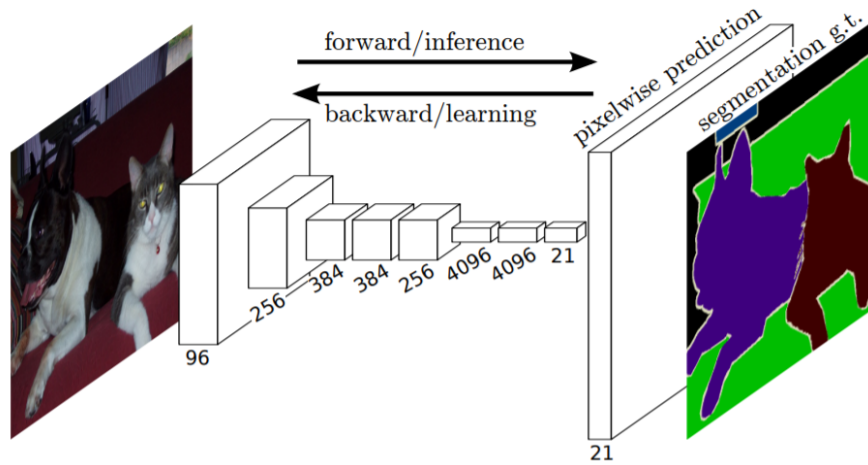 forward/inference
backward/learning
pixelwise prediction
segmentation g.t.
96
256
384
384
256
4096
4096
21
21